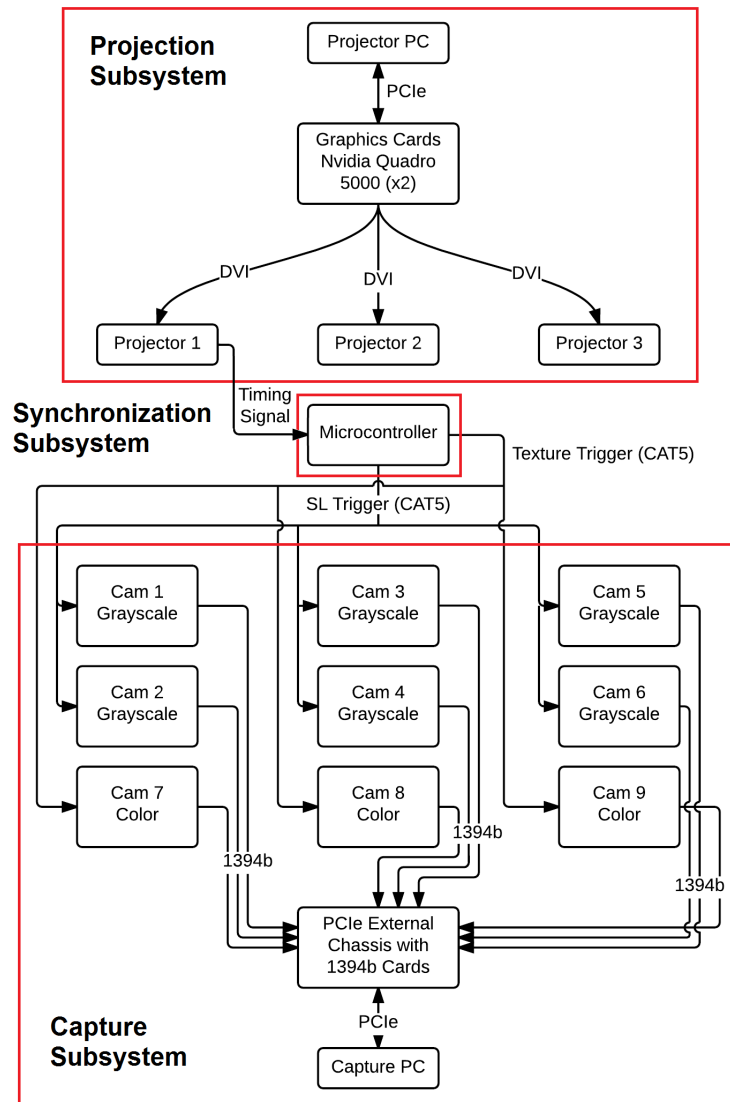 Projection
Subsystem
Projector PC
PCIe
Graphics Cards
Nvidia Quadro
5000 (x2)
DVI
DVI
DVI
Projector 1
Projector 2
Projector 3
Synchronization
Subsystem
Timing
Signal
Microcontroller
Texture Trigger (CAT5)
SL Trigger (CAT5)
Cam 1
Grayscale
Cam 3
Grayscale
Cam 5
Grayscale
Cam 2
Grayscale
Cam 4
Grayscale
Cam 6
Grayscale
Cam 7
Color
Cam 8
Color
Cam 9
Color
1394b
1394b
1394b
PCIe External
Chassis with
1394b Cards
PCIe
Capture
Subsystem
Capture PC